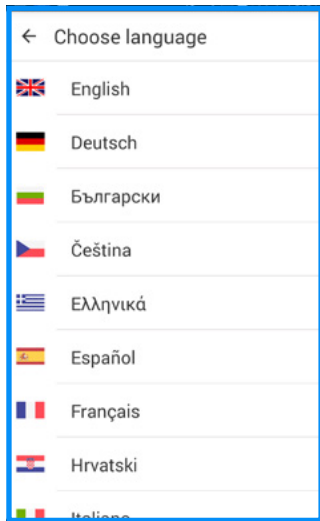 Choose language
English
Deutsch
Български
Čeština
Ελληνικά
Español
Français
Hrvatski